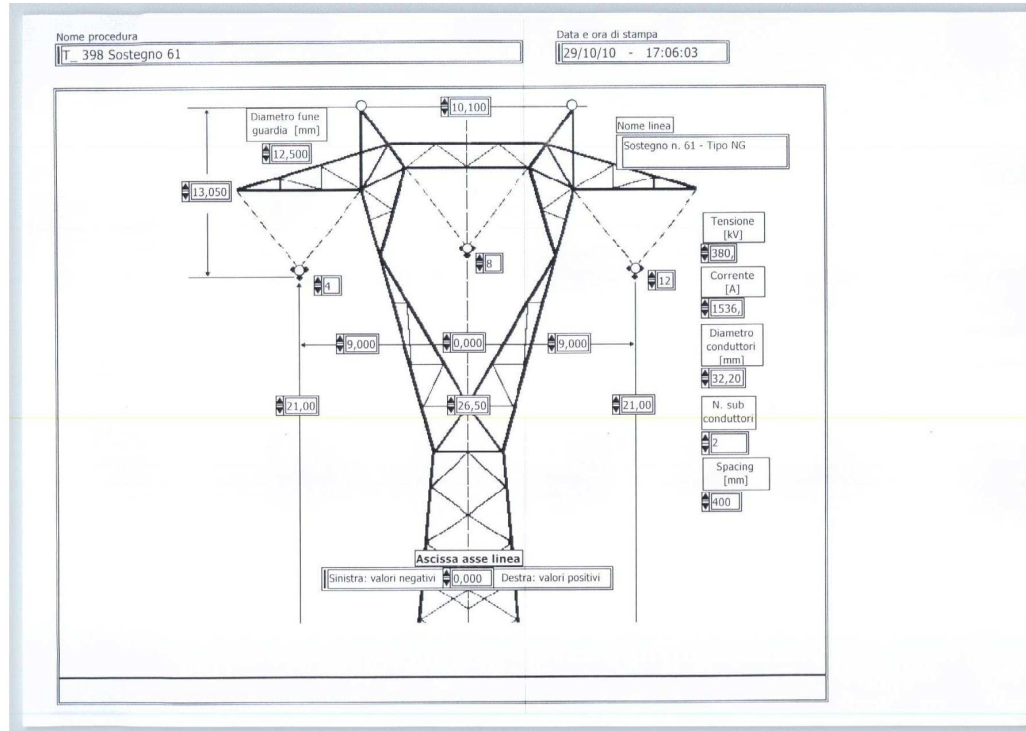 Nome procedura
T_ 398 Sostegno 61
Data e ora di stampa
29/10/10 - 17:06:03
10,100
Diametro fune
guardia [mm]
12,500
Nome linea
Sostegno n. 61 - Tipo NG
13,050
Tensione
[kV]
380,
4
8
12
Corrente
[A]
1536,
9,000
0,000
9,000
Diametro
conduttori
[mm]
32,20
21,00
26,50
21,00
N. sub
conduttori
2
Spacing
[mm]
400
Ascissa asse linea
Sinistra: valori negativi
0,000
Destra: valori positivi